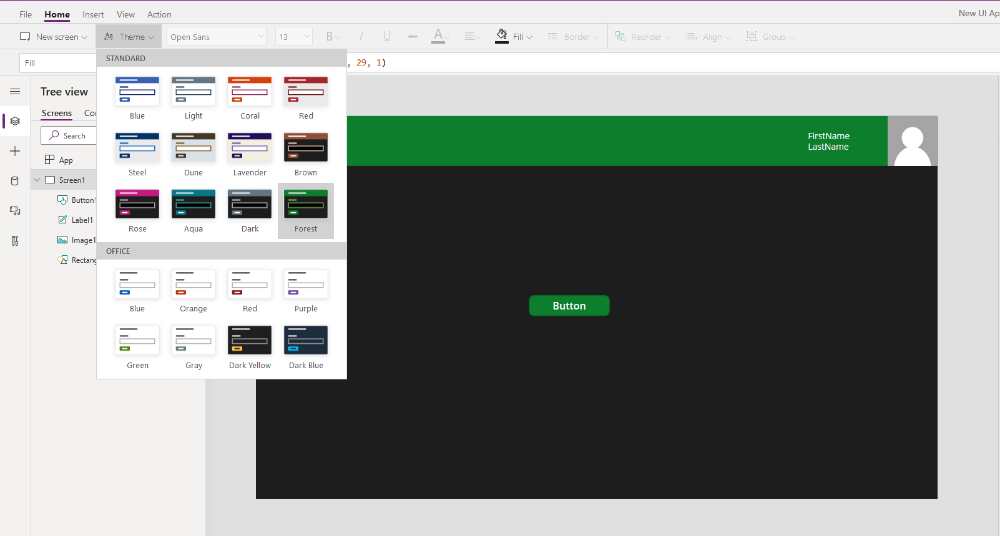 File Home Insert View Action
New UI Ap
New screen Theme Open Sans 13 B / U abc A Fill Border Reorder Align Group
Fill
, 29, 1)
STANDARD
Blue Light Coral Red
Steel Dune Lavender Brown
Rose Aqua Dark Forest
OFFICE
Blue Orange Red Purple
Green Gray Dark Yellow Dark Blue
Tree view
Screens Co
Search
App
Screen1
Button1
Label1
Image1
Rectang
FirstName
LastName
Button